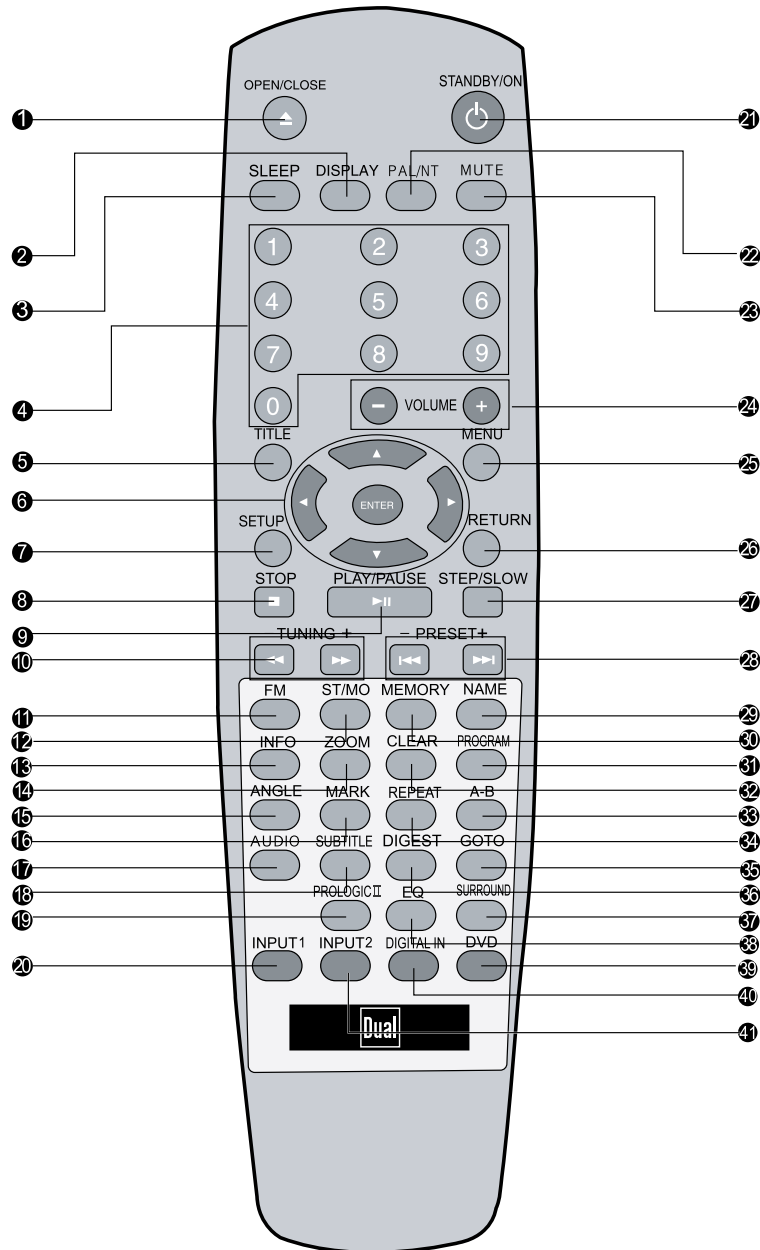 OPEN/CLOSE STANDBY/ON
1 21
SLEEP DISPLAY PAL/NT MUTE
1 2 3
2 22
3 4 5 6 23
7 8 9
4 0 - VOLUME + 24
TITLE MENU
5 25
6 ENTER
SETUP RETURN
7 26
STOP PLAY/PAUSE STEP/SLOW
8 27
9 TUNING + - PRESET+
10 28
FM ST/MO MEMORY NAME
11 29
12 INFO ZOOM CLEAR PROGRAM 30
13 31
14 ANGLE MARK REPEAT A-B 32
15 33
16 AUDIO SUBTITLE DIGEST GOTO 34
17 35
18 PROLOGIC II EQ SURROUND 36
19 37
INPUT1 INPUT2 DIGITAL IN DVD 38
20 39
40
Dual 41